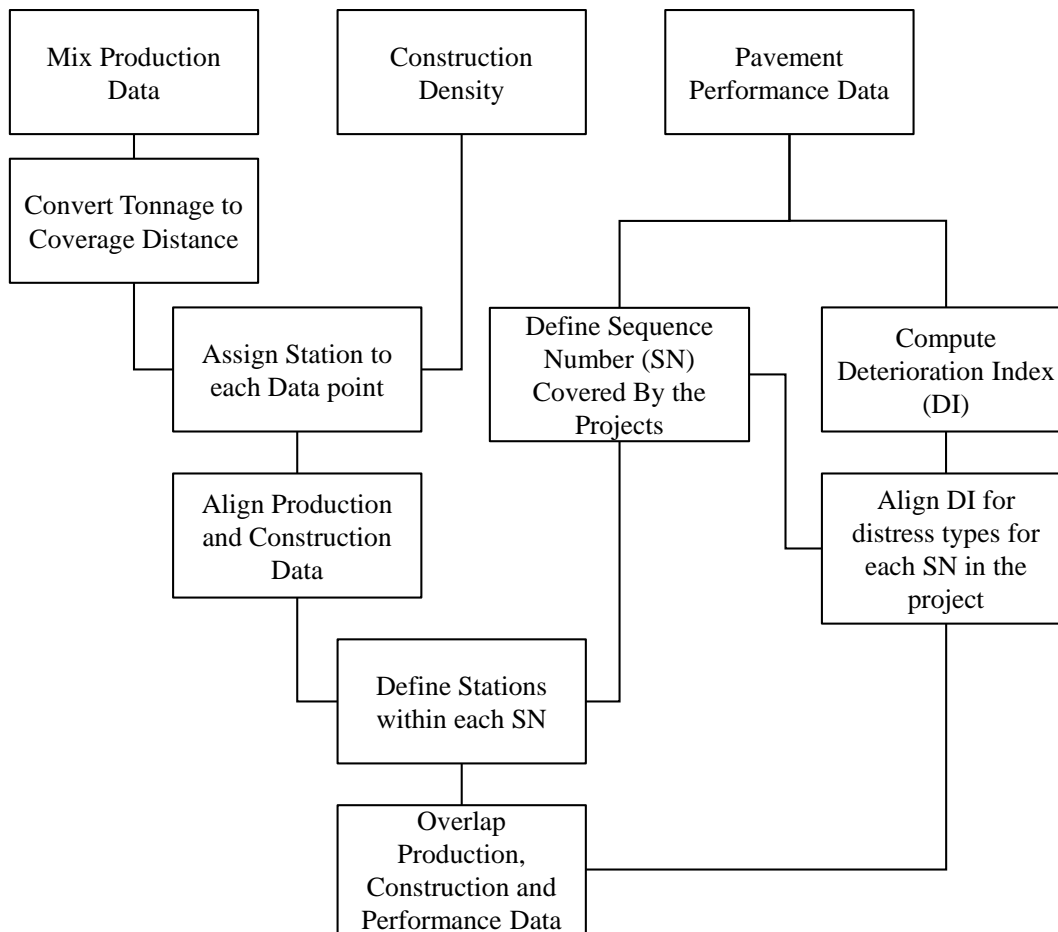 Mix Production
Data
Construction
Density
Pavement
Performance Data
Convert Tonnage to
Coverage Distance
Assign Station to
each Data point
Define Sequence
Number (SN)
Covered By the
Projects
Compute
Deterioration Index
(DI)
Align Production
and Construction
Data
Align DI for
distress types for
each SN in the
project
Define Stations
within each SN
Overlap
Production,
Construction and
Performance Data